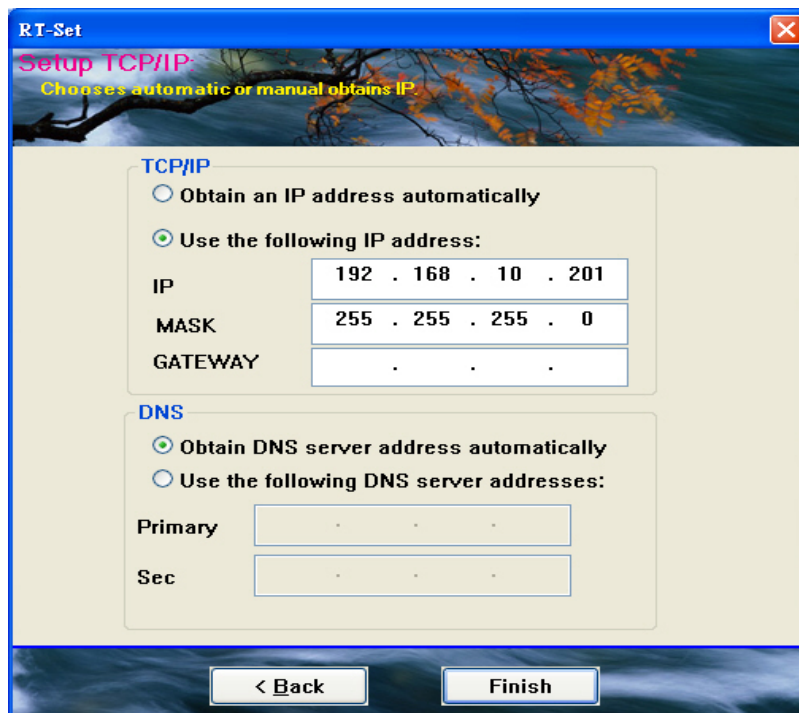 RT-Set
Setup TCP/IP:
Chooses automatic or manual obtains IP.
TCP/IP
Obtain an IP address automatically
Use the following IP address:
IP 192 . 168 . 10 . 201
MASK 255 . 255 . 255 . 0
GATEWAY . . .
DNS
Obtain DNS server address automatically
Use the following DNS server addresses:
Primary . . .
Sec . . .
< Back Finish